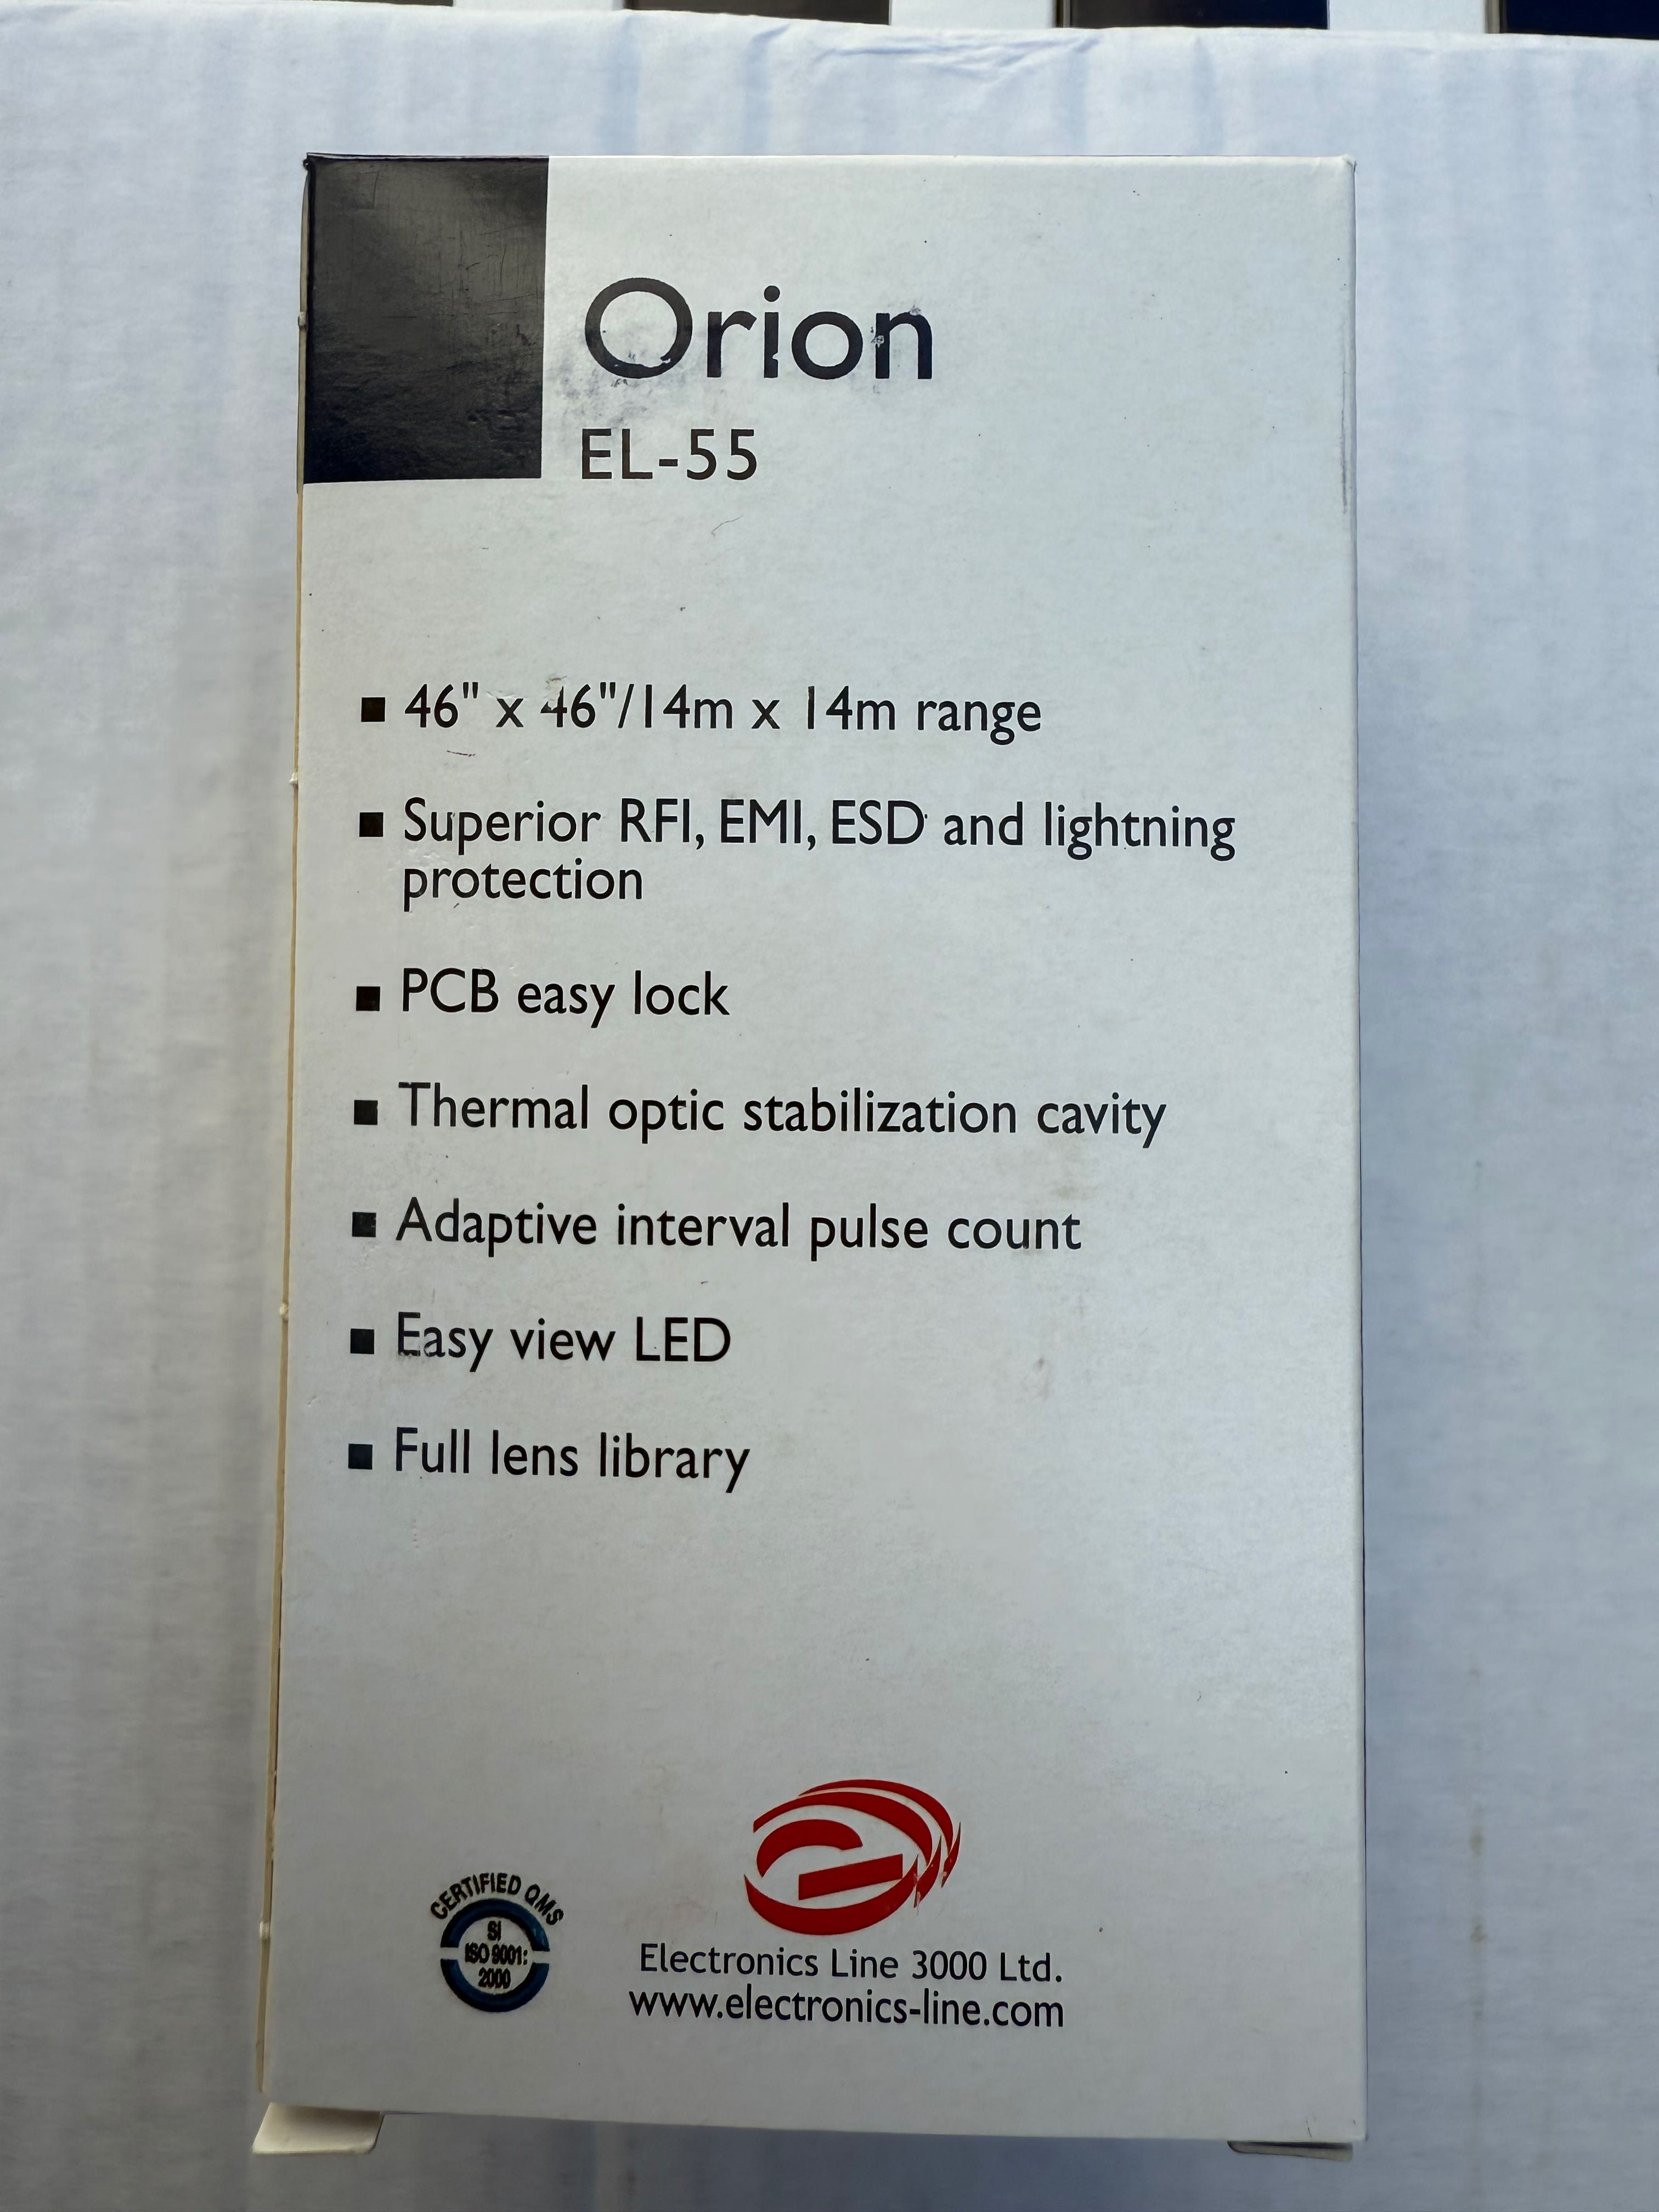 Orion
EL-55
■ 46" x 46"/14m x 14m range
■ Superior RFI, EMI, ESD and lightning
protection
■ PCB easy lock
■ Thermal optic stabilization cavity
■ Adaptive interval pulse count
■ Easy view LED
■ Full lens library
CERTIFIED QMS
SI
ISO 9001:
2000
Electronics Line 3000 Ltd.
www.electronics-line.com